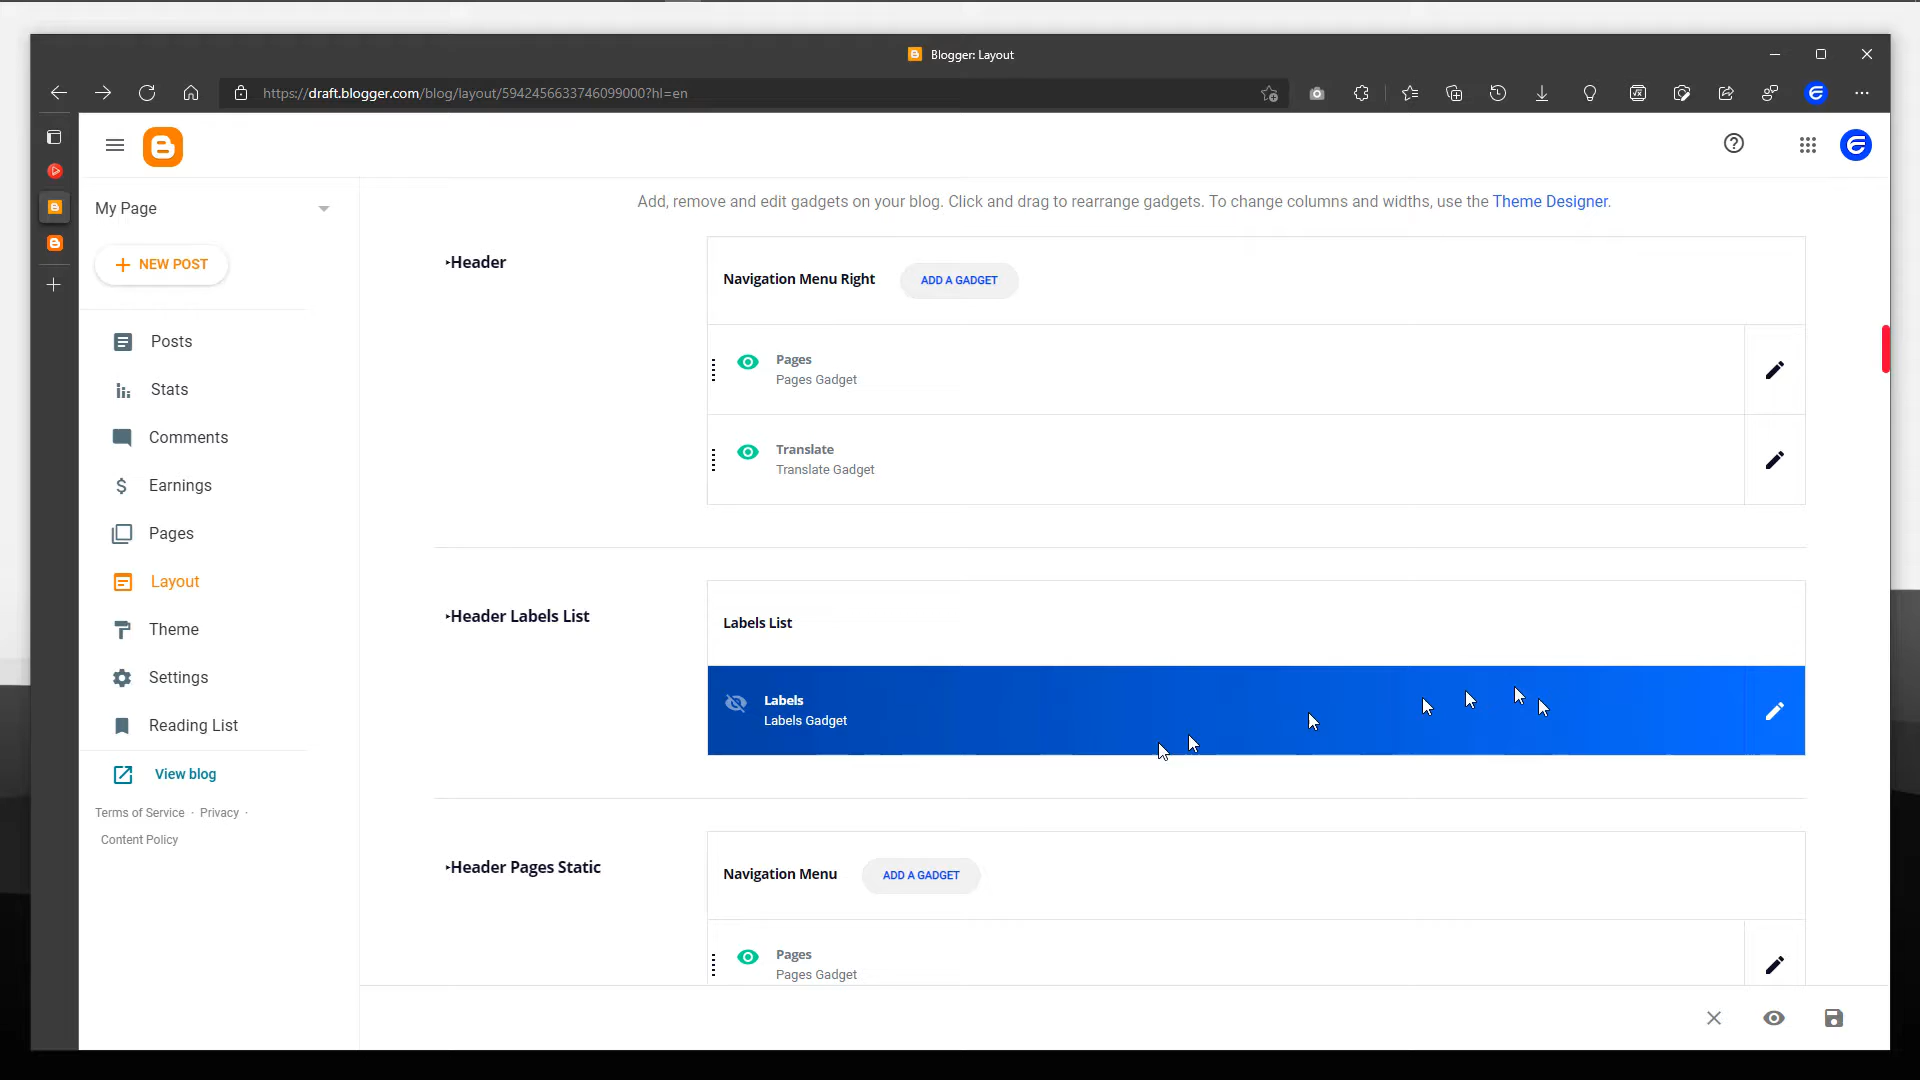 Blogger: Layout
https://draft.blogger.com/blog/layout/5942456633746099000?hl=en
My Page
NEW POST
Posts
Stats
Comments
Earnings
Pages
Layout
Theme
Settings
Reading List
View blog
Terms of Service · Privacy ·
Content Policy
Add, remove and edit gadgets on your blog. Click and drag to rearrange gadgets. To change columns and widths, use the Theme Designer.
Header
Navigation Menu Right
ADD A GADGET
Pages
Pages Gadget
Translate
Translate Gadget
Header Labels List
Labels List
Labels
Labels Gadget
Header Pages Static
Navigation Menu
ADD A GADGET
Pages
Pages Gadget